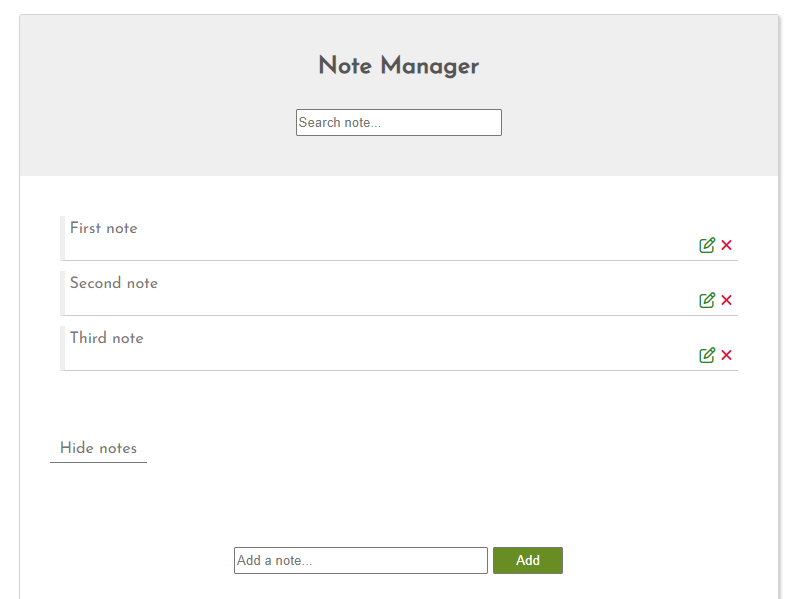 Note Manager
Search note...
First note
Second note
Third note
Hide notes
Add a note...
Add